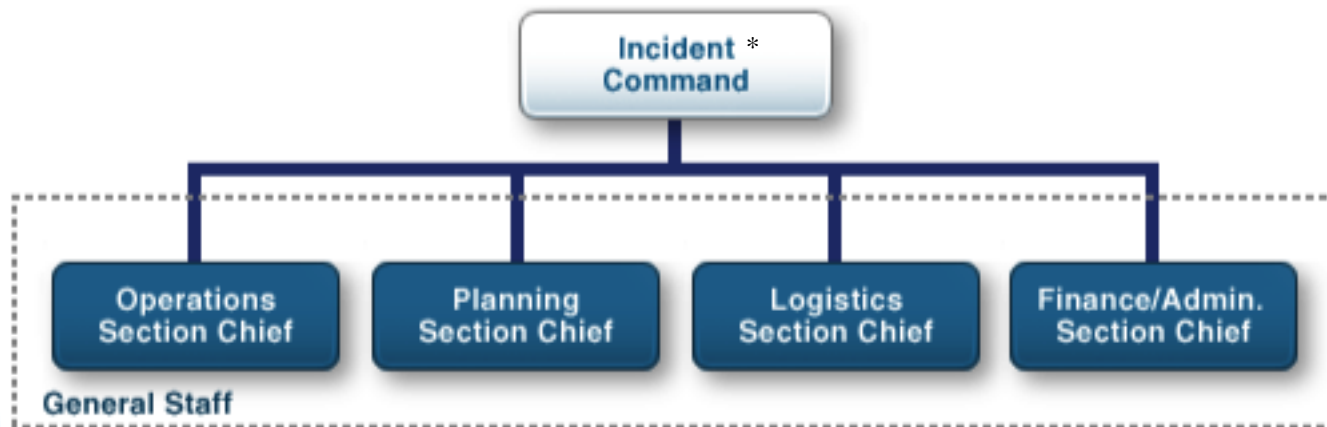 Incident *
Command
Operations
Section Chief
Planning
Section Chief
Logistics
Section Chief
Finance/Admin.
Section Chief
General Staff